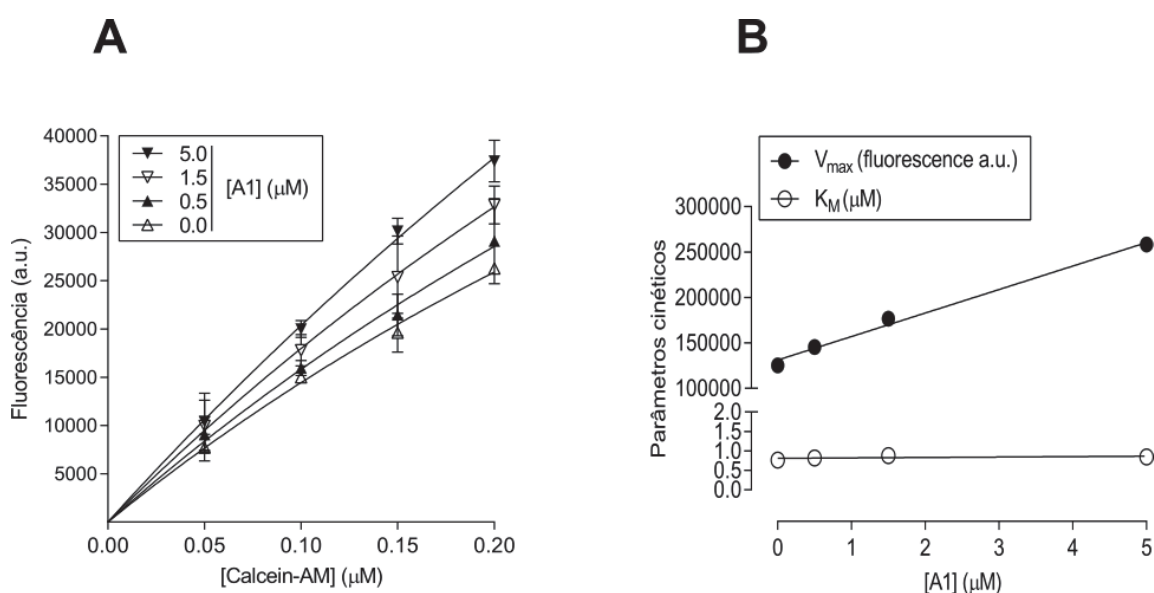 A
Fluorescência (a.u.)
40000
35000
30000
25000
20000
15000
10000
5000
5.0
1.5
0.5
0.0
[A1] (μM)
0.00 0.05 0.10 0.15 0.20
[Calcein-AM] (μM)
B
Vmax (fluorescence a.u.)
KM (μM)
Parâmetros cinéticos
300000
250000
200000
150000
100000
2.0
1.5
1.0
0.5
0.0
0 1 2 3 4 5
[A1] (μM)